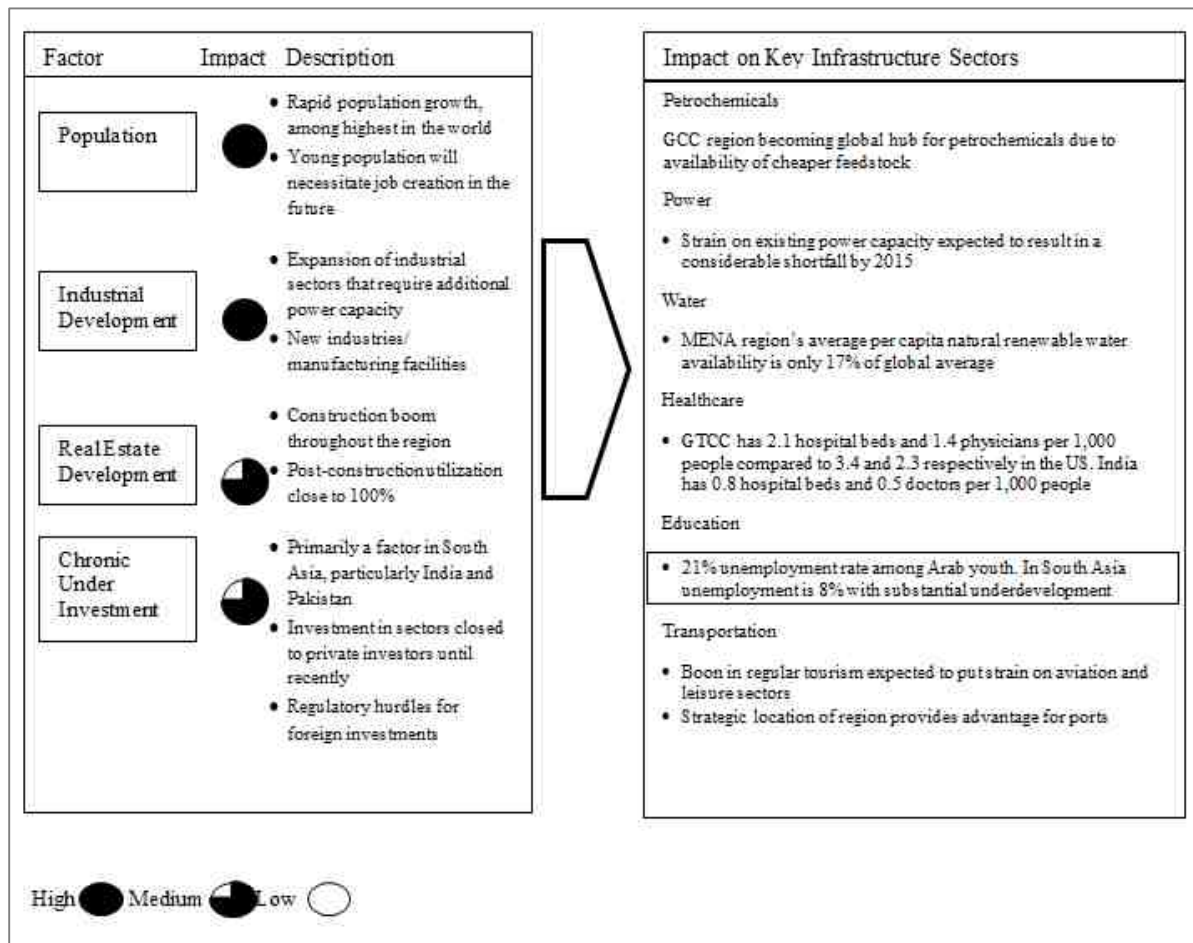 Factor Impact Description
Population
• Rapid population growth,
among highest in the world
• Young population will
necessitate job creation in the
future
Industrial
Development
• Expansion of industrial
sectors that require additional
power capacity
• New industries/
manufacturing facilities
Real Estate
Development
• Construction boom
throughout the region
• Post-construction utilization
close to 100%
Chronic
Under
Investment
• Primarily a factor in South
Asia, particularly India and
Pakistan
• Investment in sectors closed
to private investors until
recently
• Regulatory hurdles for
foreign investments
Impact on Key Infrastructure Sectors
Petrochemicals
GCC region becoming global hub for petrochemicals due to
availability of cheaper feedstock
Power
• Strain on existing power capacity expected to result in a
considerable shortfall by 2015
Water
• MENA region's average per capita natural renewable water
availability is only 17% of global average
Healthcare
• GTCC has 2.1 hospital beds and 1.4 physicians per 1,000
people compared to 3.4 and 2.3 respectively in the US. India
has 0.8 hospital beds and 0.5 doctors per 1,000 people
Education
• 21% unemployment rate among Arab youth. In South Asia
unemployment is 8% with substantial underdevelopment
Transportation
• Boon in regular tourism expected to put strain on aviation and
leisure sectors
• Strategic location of region provides advantage for ports
High Medium Low